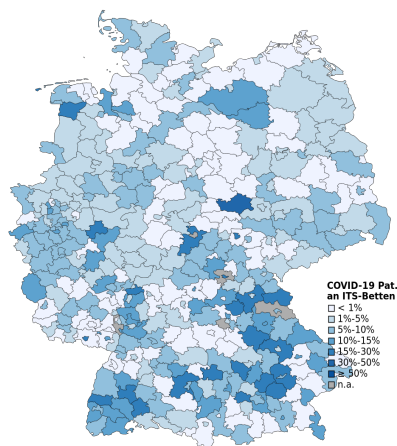 COVID-19 Pat.
an ITS-Betten
< 1%
1%-5%
5%-10%
10%-15%
15%-30%
30%-50%
≥ 50%
n.a.